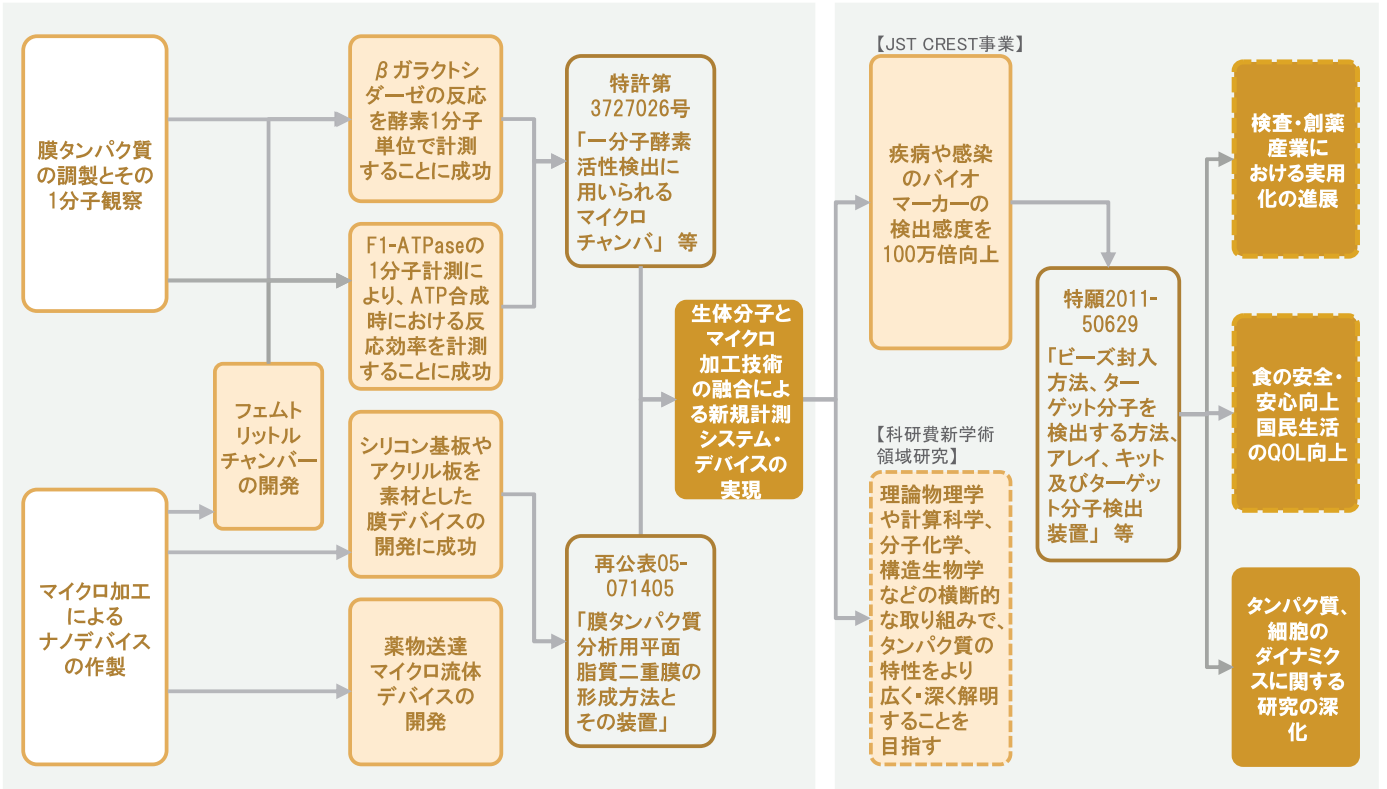 膜タンパク質
の調製とその
1分子観察
マイクロ加工
による
ナノデバイス
の作製
フェムト
リットル
チャンバー
の開発
βガラクトシ
ダーゼの反応
を酵素1分子
単位で計測
することに成功
F1-ATPaseの
1分子計測に
より、ATP合成
時における反
応効率を計測
することに成功
シリコン基板や
アクリル板を
素材とした
膜デバイスの
開発に成功
薬物送達
マイクロ流体
デバイスの
開発
特許第
3727026号
「一分子酵素
活性検出に
用いられる
マイクロ
チャンバ」 等
再公表05-
071405
「膜タンパク質
分析用平面
脂質二重膜の
形成方法と
その装置」
生体分子と
マイクロ
加工技術
の融合によ
る新規計測
システム・
デバイスの
実現
【JST CREST事業】
疾病や感染
のバイオ
マーカーの
検出感度を
100万倍向上
【科研費新学術
領域研究】
理論物理学
や計算科学、
分子化学、
構造生物学
などの横断的
な取り組みで、
タンパク質の
特性をより
広く・深く解明
することを
目指す
特願2011-
50629
「ビーズ封入
方法、ター
ゲット分子を
検出する方法、
アレイ、キット
及びターゲッ
ト分子検出
装置」 等
検査・創薬
産業に
おける実用
化の進展
食の安全・
安心向上
国民生活
のQOL向上
タンパク質、
細胞の
ダイナミク
スに関する
研究の深
化